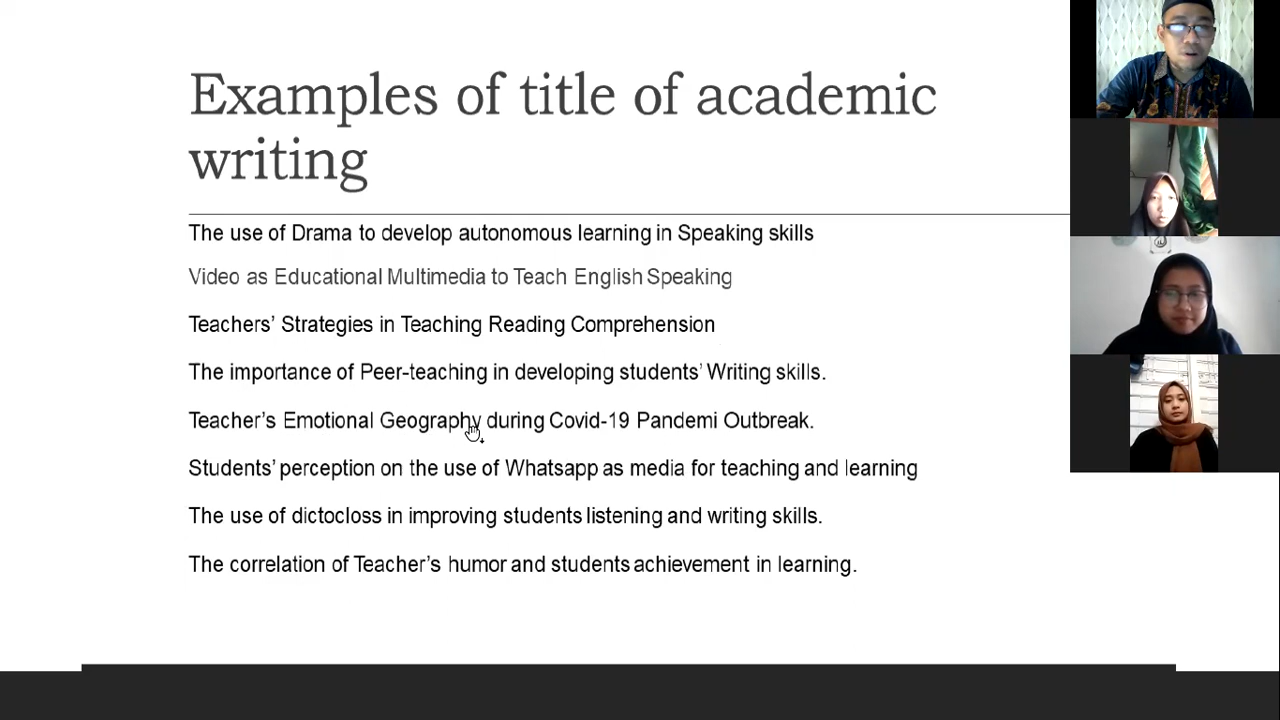 Examples of title of academic
writing
The use of Drama to develop autonomous learning in Speaking skills
Video as Educational Multimedia to Teach English Speaking
Teachers’ Strategies in Teaching Reading Comprehension
The importance of Peer-teaching in developing students’ Writing skills.
Teacher’s Emotional Geography during Covid-19 Pandemi Outbreak.
Students’ perception on the use of Whatsapp as media for teaching and learning
The use of dictocloss in improving students listening and writing skills.
The correlation of Teacher’s humor and students achievement in learning.